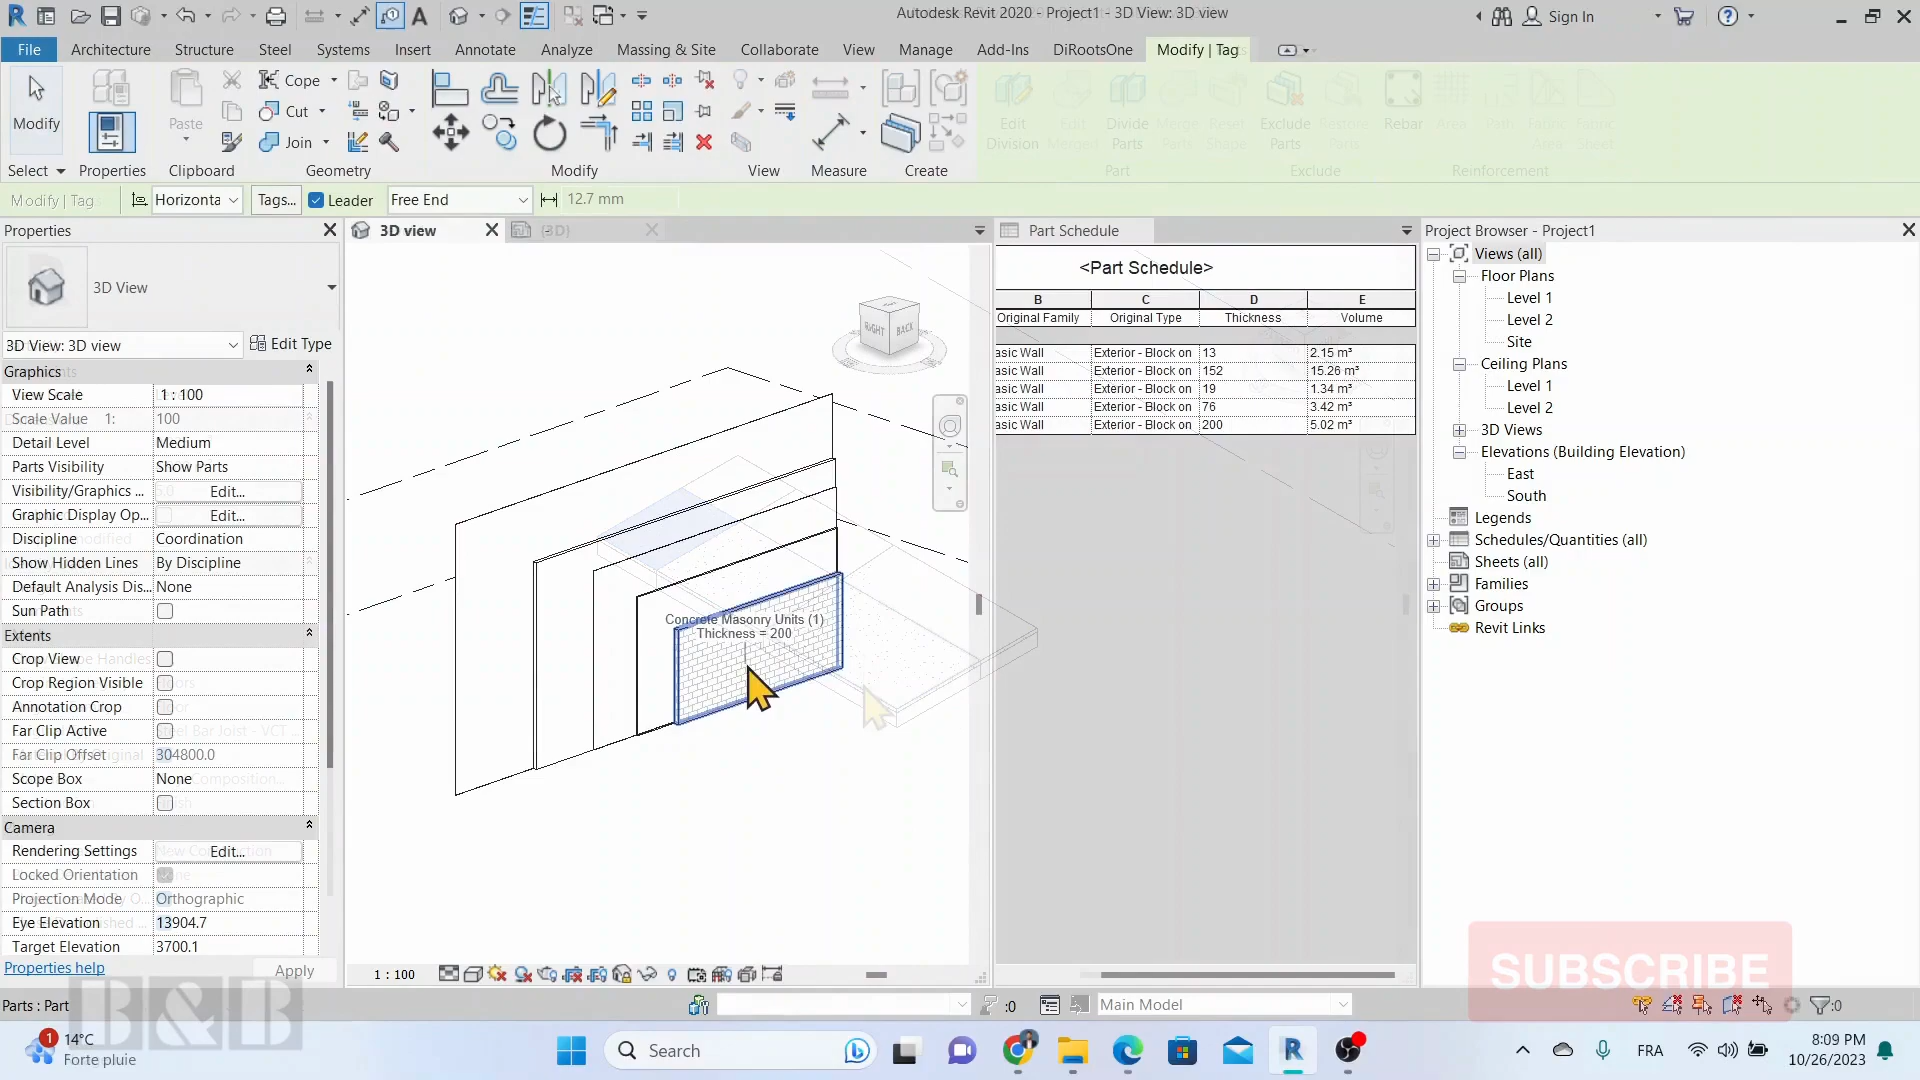 Autodesk Revit 2020 - Project1 - 3D View: 3D view
Sign In
File
Architecture
Structure
Steel
Systems
Insert
Annotate
Analyze
Massing & Site
Collaborate
View
Manage
Add-Ins
DiRootsOne
Modify | Tag
Modify
Paste
Cope
Cut
Join
Edit Division
Divide Parts
Exclude Parts
Rebar
Area
Select
Properties
Clipboard
Geometry
Modify
View
Measure
Create
Part
Exclude
Reinforcement
Modify | Tag
Horizonta
Tags...
Leader
Free End
12.7 mm
Properties
3D View
3D View: 3D view
Edit Type
Graphics
View Scale 1 : 100
Scale Value 1: 100
Detail Level Medium
Parts Visibility Show Parts
Visibility/Graphics ... Edit...
Graphic Display Op... Edit...
Discipline Coordination
Show Hidden Lines By Discipline
Default Analysis Dis... None
Sun Path
Extents
Crop View
Crop Region Visible
Annotation Crop
Far Clip Active
Far Clip Offset 304800.0
Scope Box None
Section Box
Camera
Rendering Settings Edit...
Locked Orientation
Projection Mode Orthographic
Eye Elevation 13904.7
Target Elevation 3700.1
Properties help
Apply
3D view
RIGHT
BACK
Concrete Masonry Units (1)
Thickness = 200
1 : 100
Part Schedule
<Part Schedule>
B C D E
Original Family Original Type Thickness Volume
asic Wall Exterior - Block on 13 2.15 m³
asic Wall Exterior - Block on 152 15.26 m³
asic Wall Exterior - Block on 19 1.34 m³
asic Wall Exterior - Block on 76 3.42 m³
asic Wall Exterior - Block on 200 5.02 m³
Project Browser - Project1
Views (all)
Floor Plans
Level 1
Level 2
Site
Ceiling Plans
Level 1
Level 2
3D Views
Elevations (Building Elevation)
East
South
Legends
Schedules/Quantities (all)
Sheets (all)
Families
Groups
Revit Links
SUBSCRIBE
Parts : Part
B&B
:0
Main Model
:0
1
14°C
Forte pluie
Search
FRA
8:09 PM
10/26/2023